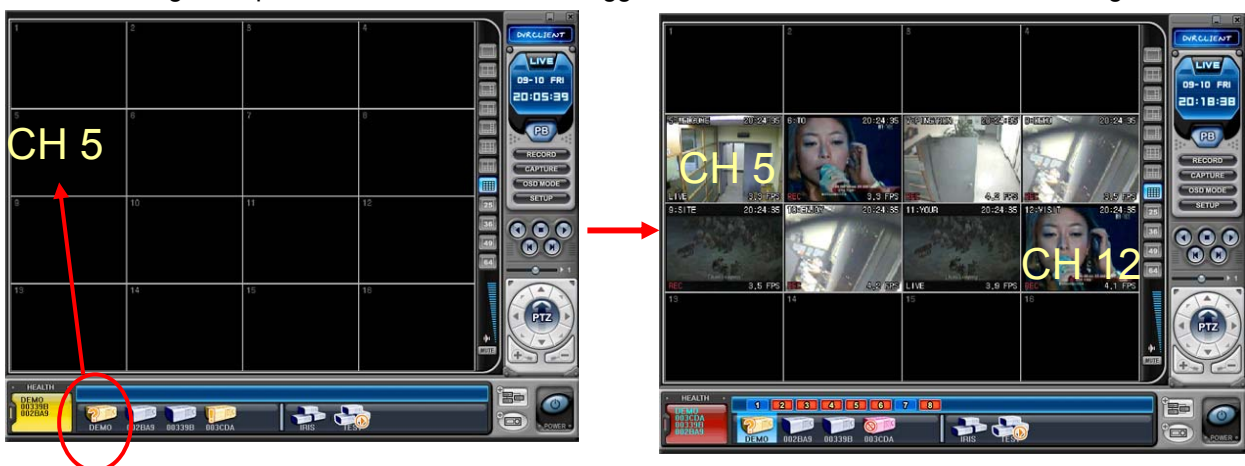 DVRCLIENT
LIVE
09-10 FRI
20:05:39
PB
RECORD
CAPTURE
OSD MODE
SETUP
1 2 3 4
5 6 7 8
9 10 11 12
13 14 15 16
CH 5
25
36
49
64
1
PTZ
MUTE
HEALTH
DEMO
00339B
002BA9
DEMO 002BA9 00339B 003CDA IRIS TEST
POWER
DVRCLIENT
LIVE
09-10 FRI
20:18:38
PB
RECORD
CAPTURE
OSD MODE
SETUP
1 2 3 4
20:24:35 6:TO 20:24:35 20:24:35 20:24:35
CH 5
LIVE 3,9 FPS REC 3,9 FPS 4,2 FPS
9:SITE 20:24:35 20:24:35 11:YOUR 20:24:35 12:VISIT 20:24:35
CH 12
REC 3,5 FPS REC 4,2 FPS LIVE 3,9 FPS REC 4,1 FPS
13 14 15 16
25
36
49
64
1
PTZ
MUTE
HEALTH
DEMO
003CDA
00339B
002BA9
1 2 3 4 5 6 7 8
DEMO 002BA9 00339B 003CDA IRIS TEST
POWER